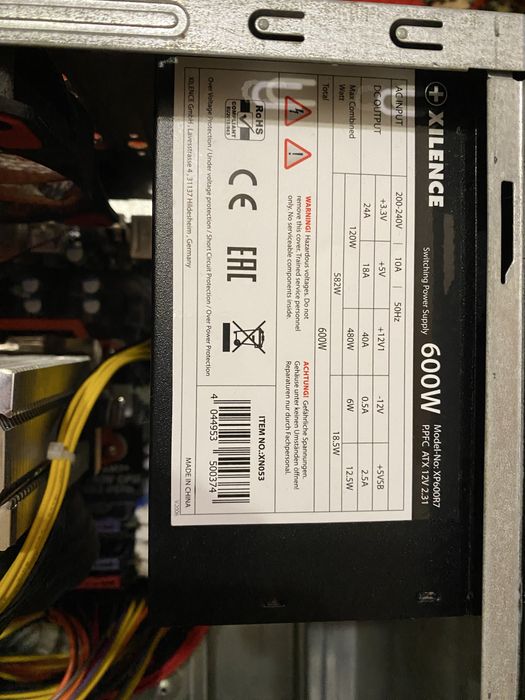 XILENCE
Switching Power Supply
600W
Model-No: XP600R7
P.PFC ATX 12V 2.31
AC INPUT 200-240V | 10A | 50Hz
DC OUTPUT +3.3V +5V +12V1 -12V +5VSB
24A 18A 40A 0.5A 2.5A
Max Combined Watt 120W 480W 6W 12.5W
582W 18.5W
Total 600W
WARNING! Hazardous voltages. Do not
remove this cover. Trained service personnel
only. No serviceable components inside.
ACHTUNG! Gefährliche Spannungen.
Gehäuse unter keinen Umständen öffnen!
Reparaturen nur durch Fachpersonal.
RoHS
COMPLIANT
CE
EAC
ITEM NO.:XN053
4 044953 500374
Over Voltage Protection / Under voltage protection / Short Circuit Protection / Over Power Protection
XILENCE GmbH, Lavesstrasse 4, 31137 Hildesheim, Germany
MADE IN CHINA